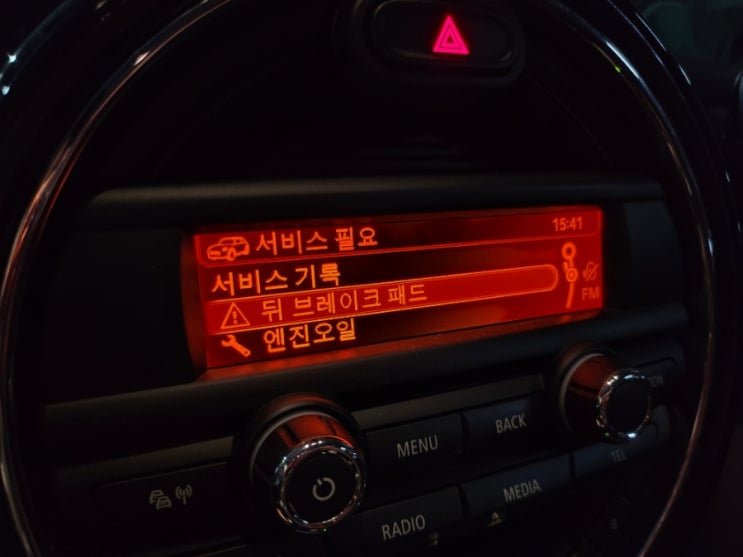 서비스 필요 15:41
서비스 기록
뒤 브레이크 패드
엔진오일
FM
MENU
BACK
RADIO
MEDIA
TEL
8